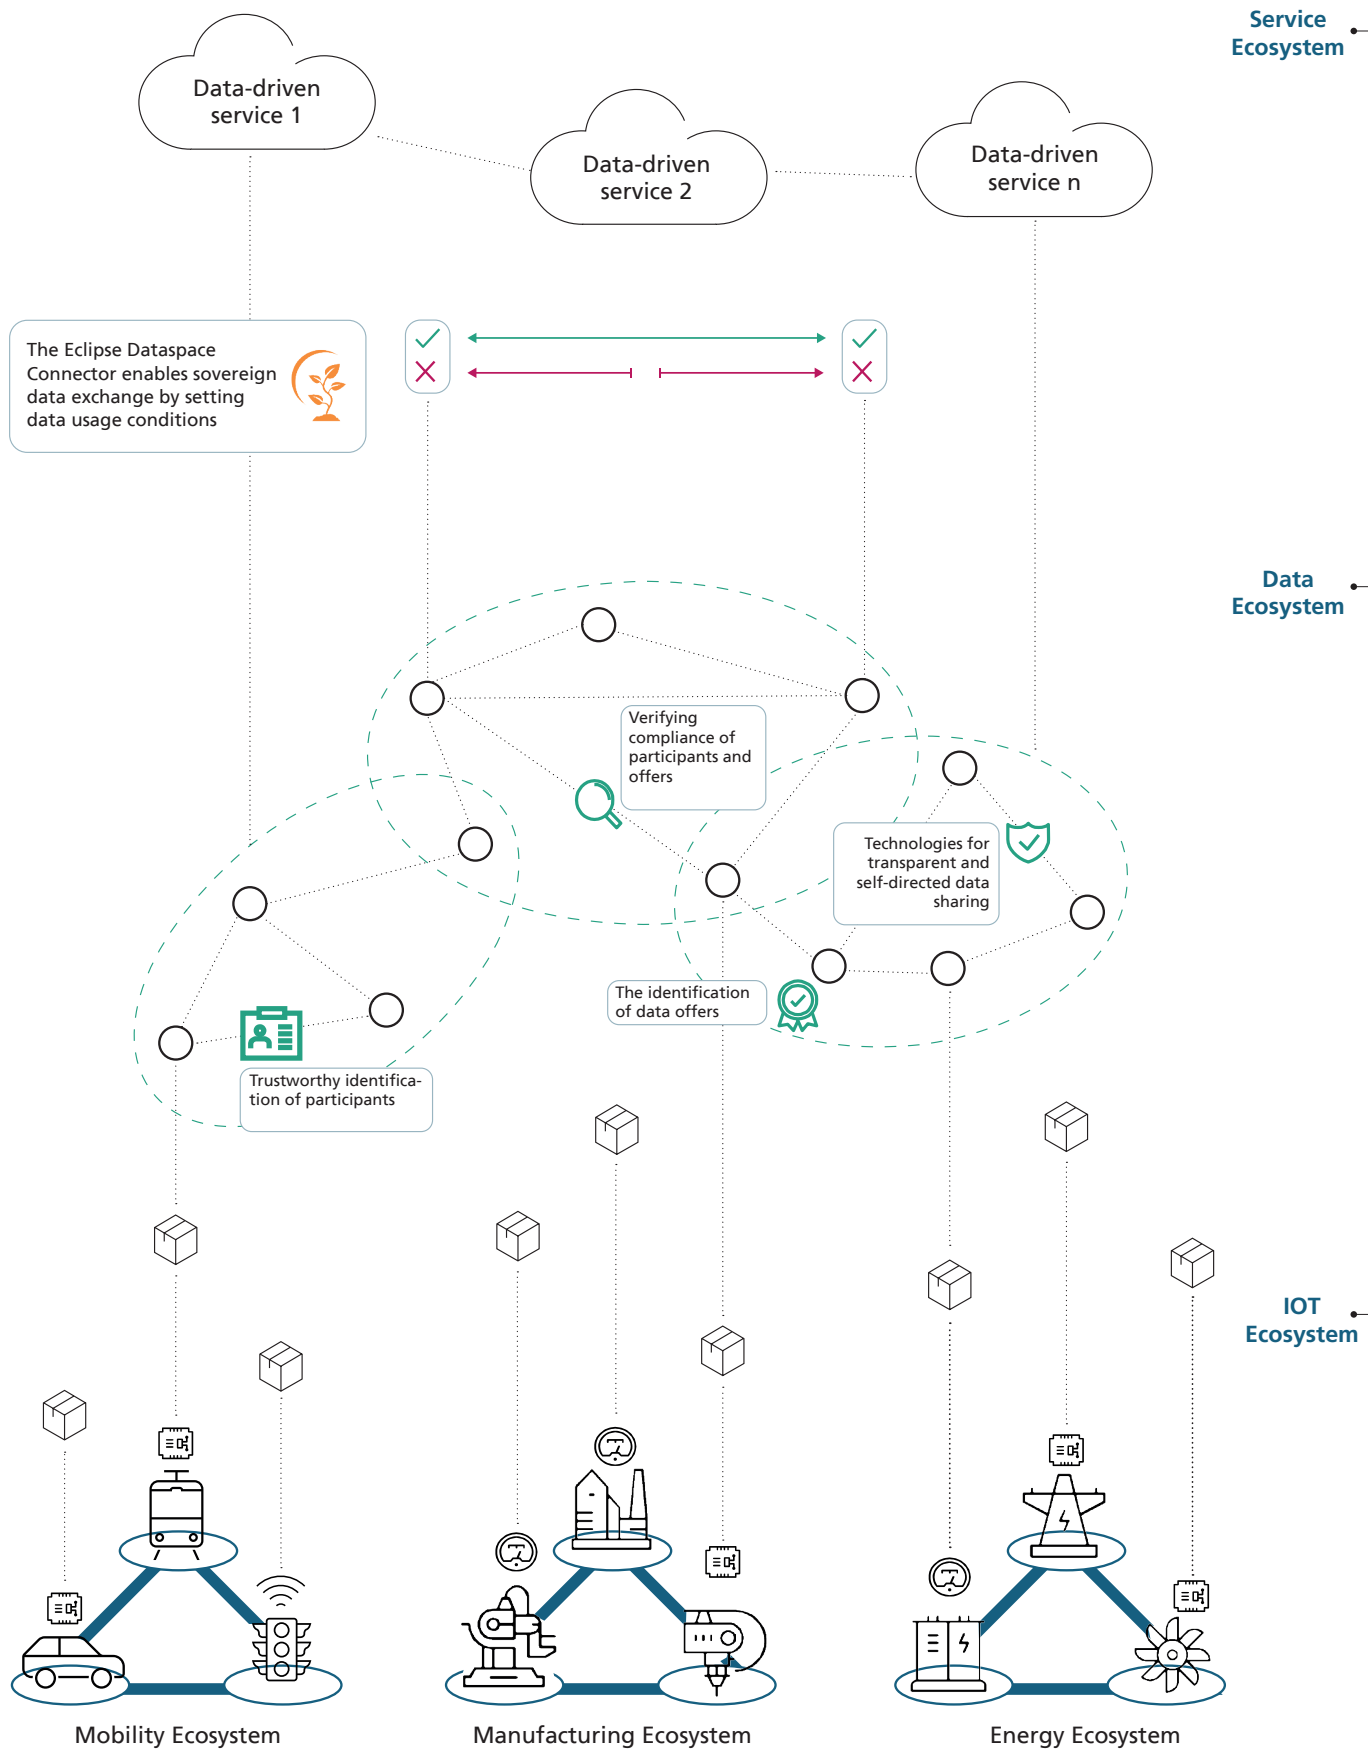 Service
Ecosystem
Data-driven
service 1
Data-driven
service 2
Data-driven
service n
The Eclipse Dataspace
Connector enables sovereign
data exchange by setting
data usage conditions
Data
Ecosystem
Verifying
compliance of
participants and
offers
Technologies for
transparent and
self-directed data
sharing
The identification
of data offers
Trustworthy identifica-
tion of participants
IOT
Ecosystem
Mobility Ecosystem
Manufacturing Ecosystem
Energy Ecosystem